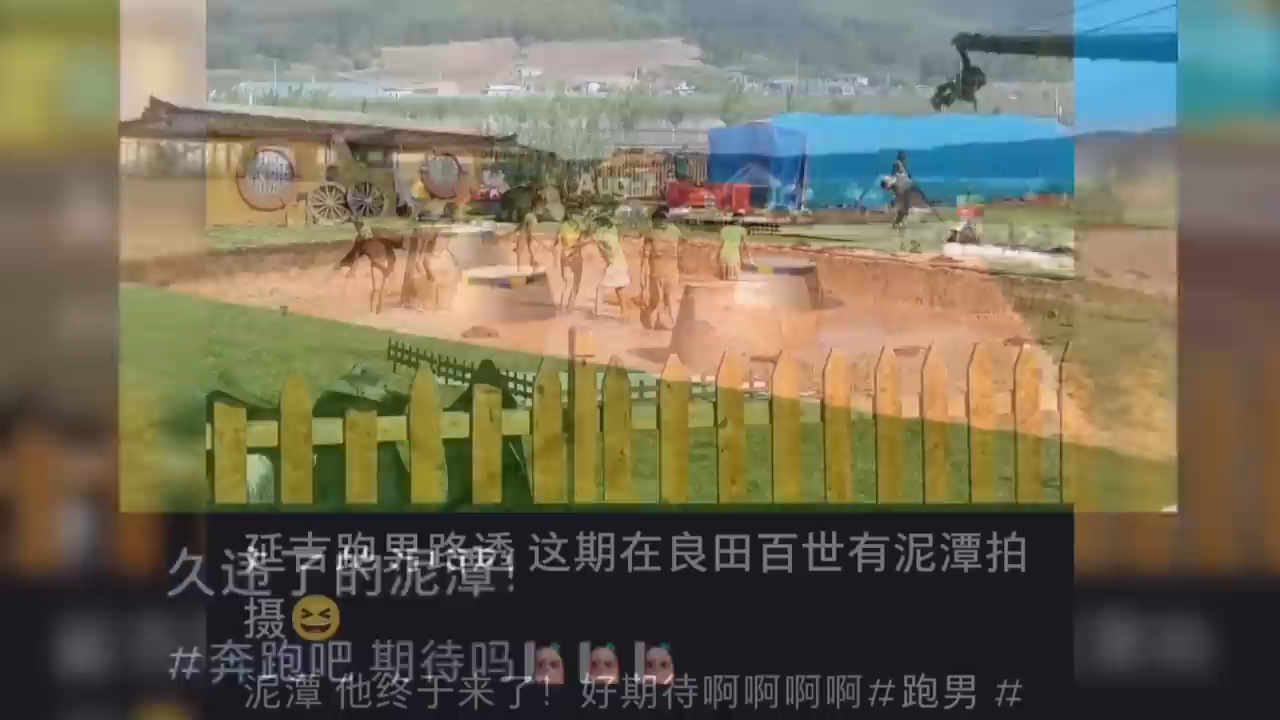 延吉跑男路透 这期在良田百世有泥潭拍
久违了的泥潭！
摄😆
#奔跑吧 期待吗
泥潭 他终于来了！好期待啊啊啊啊#跑男 #